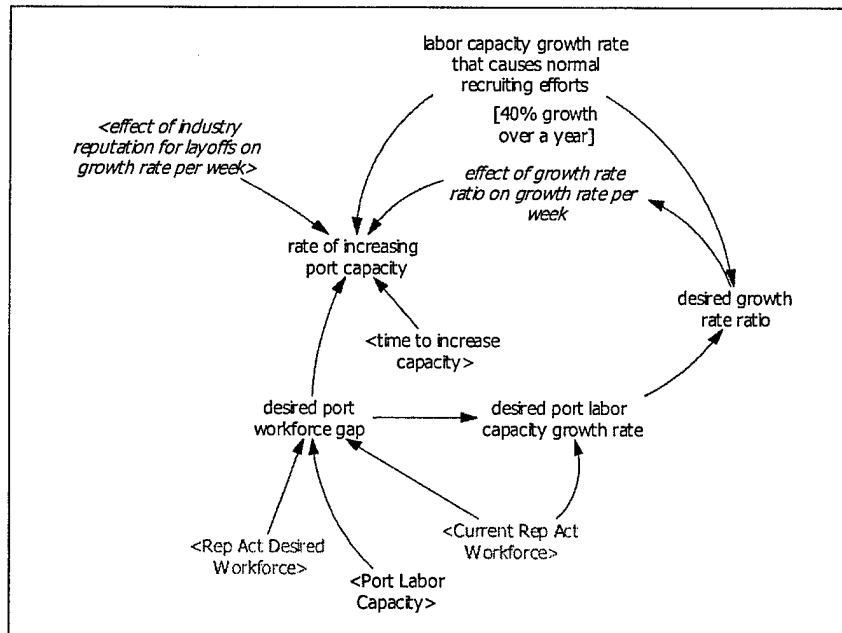 labor capacity growth rate
that causes normal
recruiting efforts
[40% growth
over a year]
<effect of industry
reputation for layoffs on
growth rate per week>
effect of growth rate
ratio on growth rate per
week
rate of increasing
port capacity
desired growth
rate ratio
<time to increase
capacity>
desired port
workforce gap
desired port labor
capacity growth rate
<Rep Act Desired
Workforce>
<Current Rep Act
Workforce>
<Port Labor
Capacity>